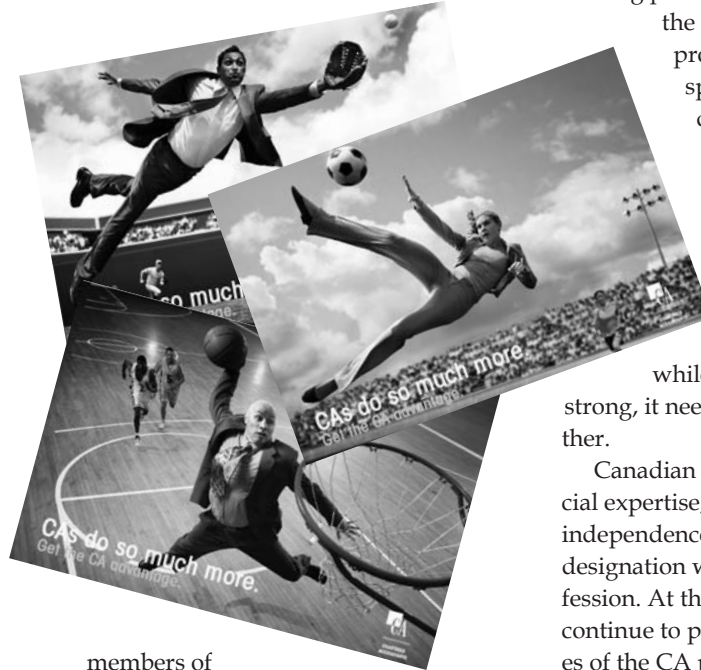 the
pro
sp
so much
CAs do so much more.
Get the CA advantage.
CAs do so much more.
Get the CA advantage.
CA
while
strong, it nee
ther.
Canadian
cial expertise,
independence
designation w
fession. At th
continue to p
es of the CA p
members of